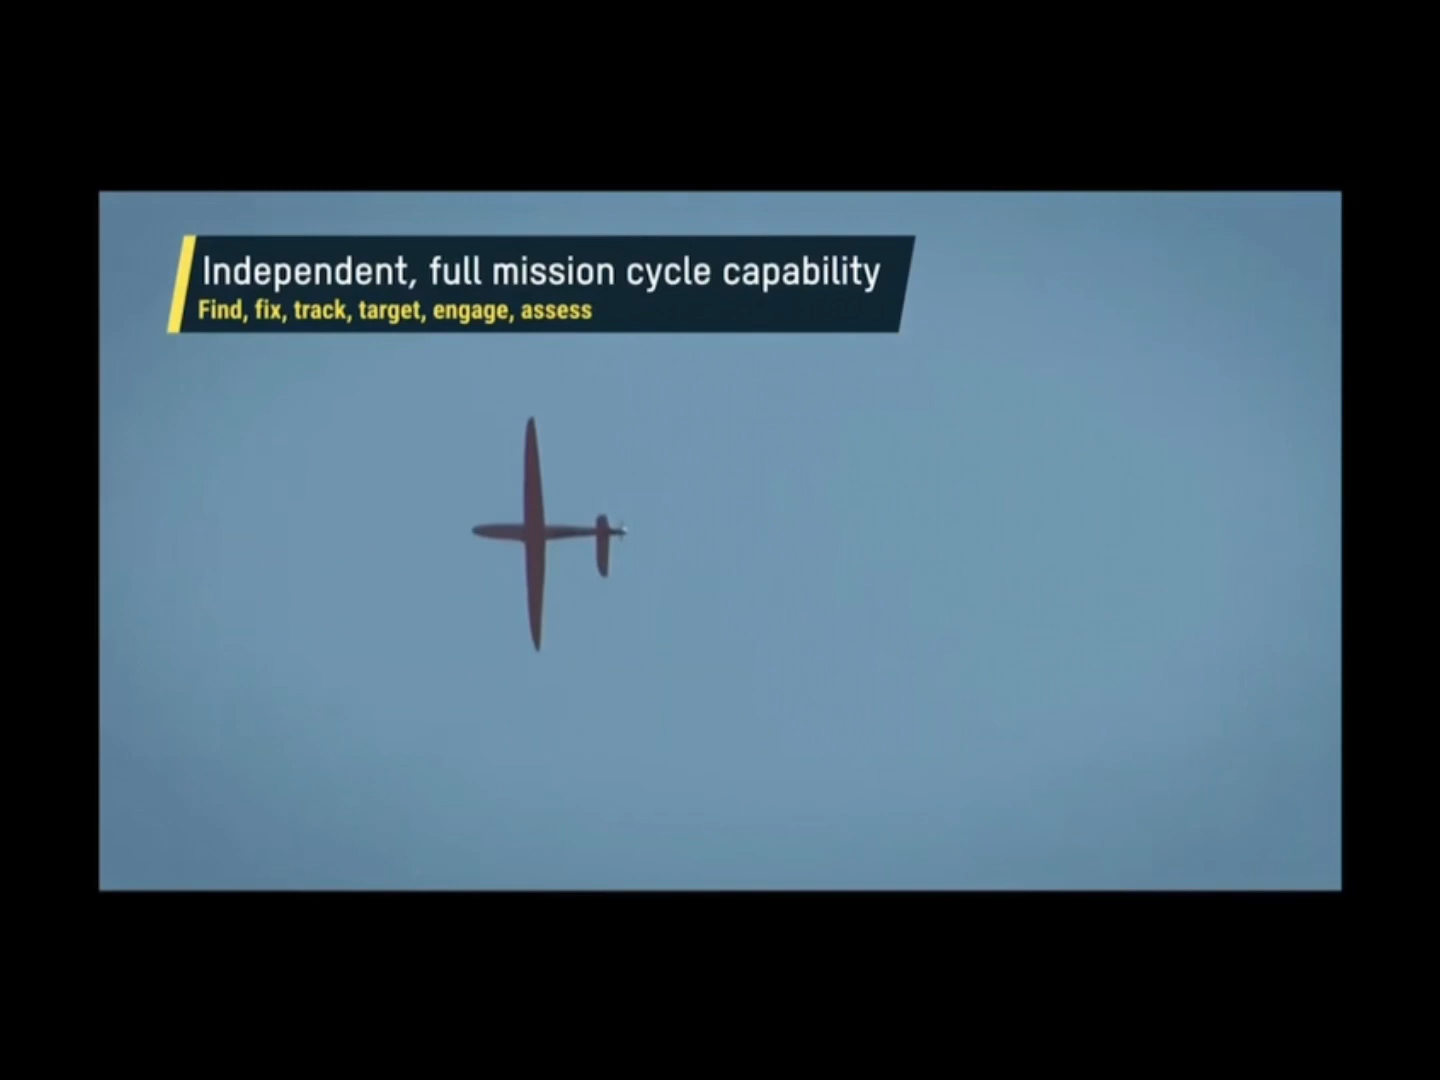 Independent, full mission cycle capability
Find, fix, track, target, engage, assess